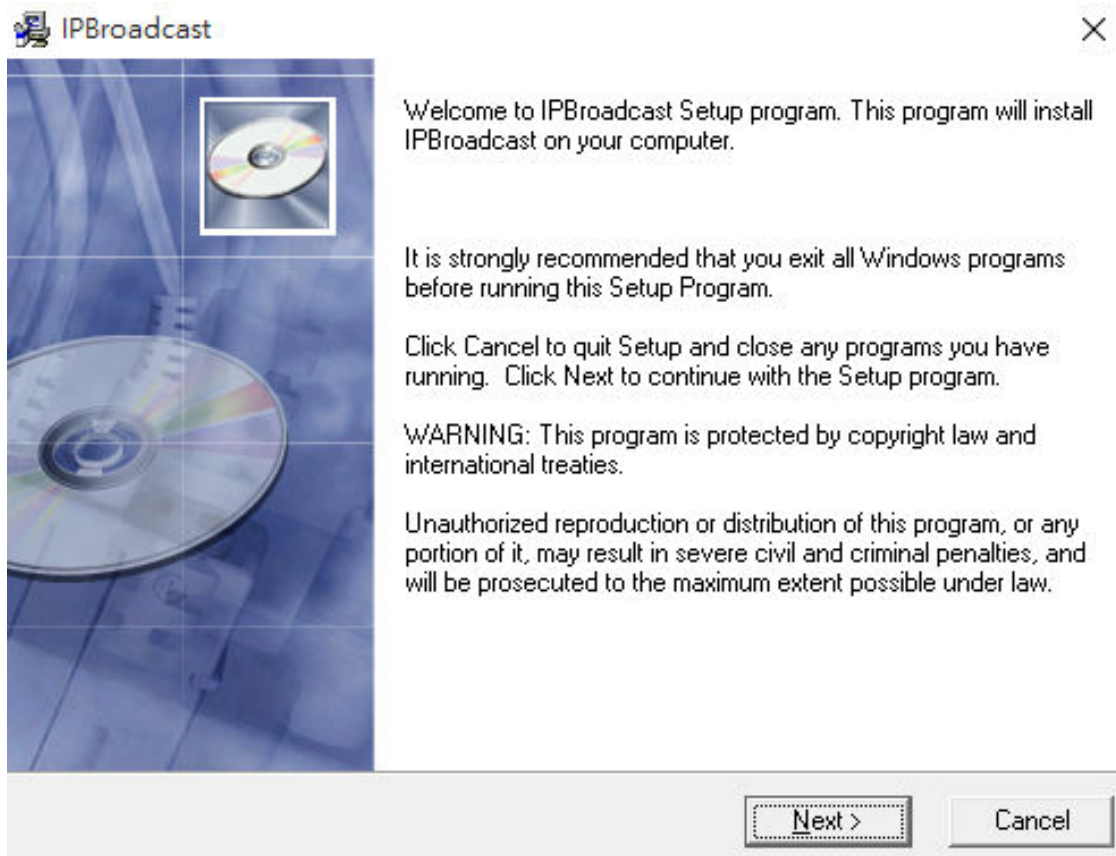 IPBroadcast
Welcome to IPBroadcast Setup program. This program will install
IPBroadcast on your computer.
It is strongly recommended that you exit all Windows programs
before running this Setup Program.
Click Cancel to quit Setup and close any programs you have
running.  Click Next to continue with the Setup program.
WARNING: This program is protected by copyright law and
international treaties.
Unauthorized reproduction or distribution of this program, or any
portion of it, may result in severe civil and criminal penalties, and
will be prosecuted to the maximum extent possible under law.
Next >
Cancel